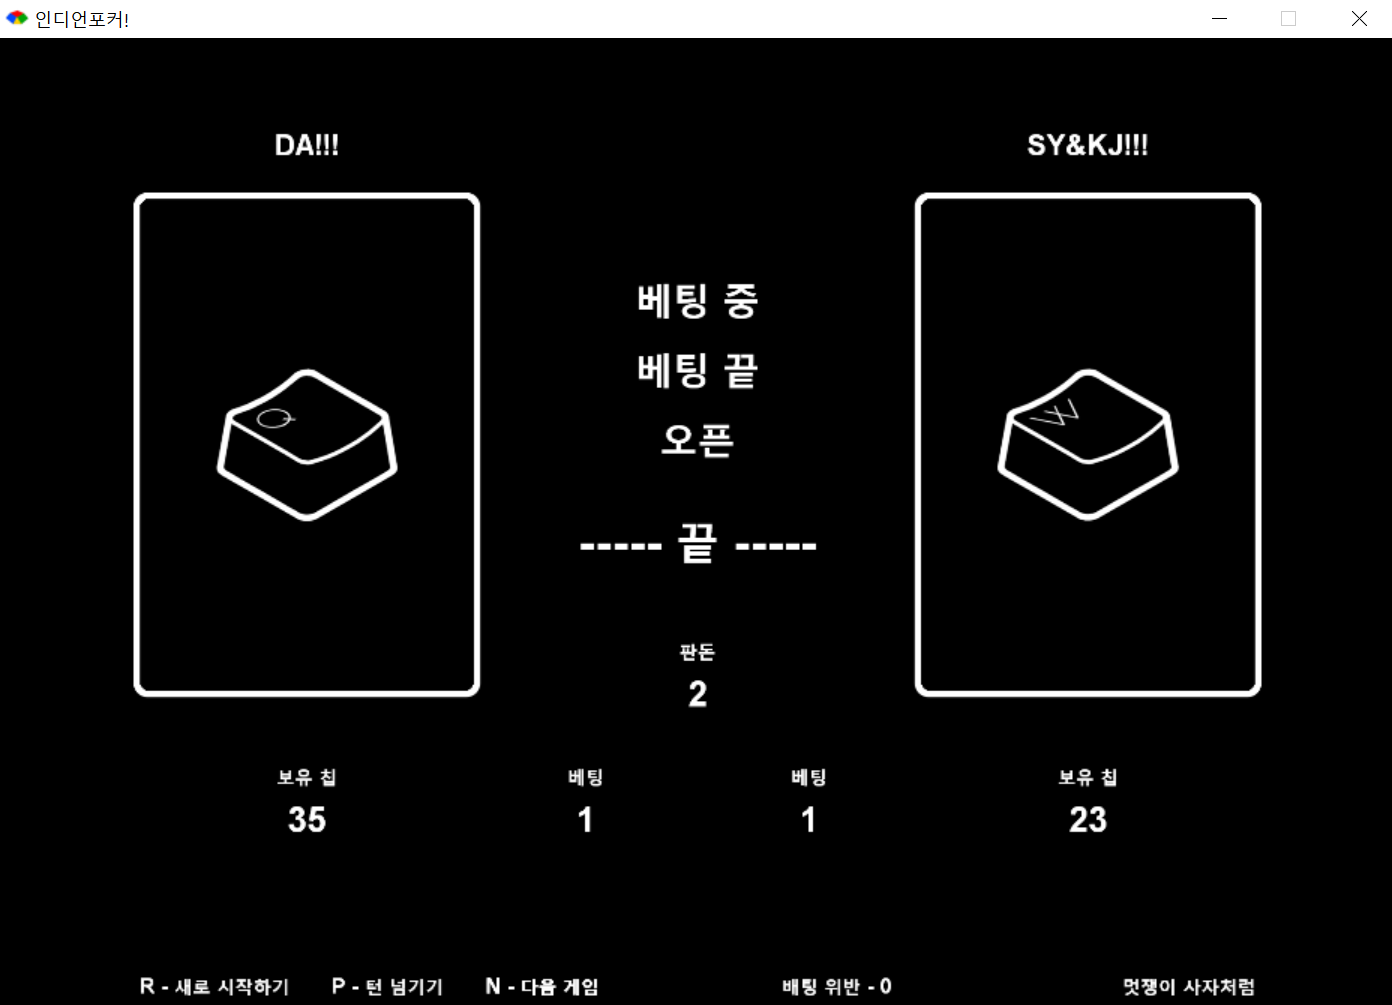 인디언포커!
DA!!!
SY&KJ!!!
베팅 중
베팅 끝
오픈
Q
W
----- 끝 -----
판돈
2
보유 칩
베팅
베팅
보유 칩
35
1
1
23
R - 새로 시작하기
P - 턴 넘기기
N - 다음 게임
배팅 위반 - 0
멋쟁이 사자처럼